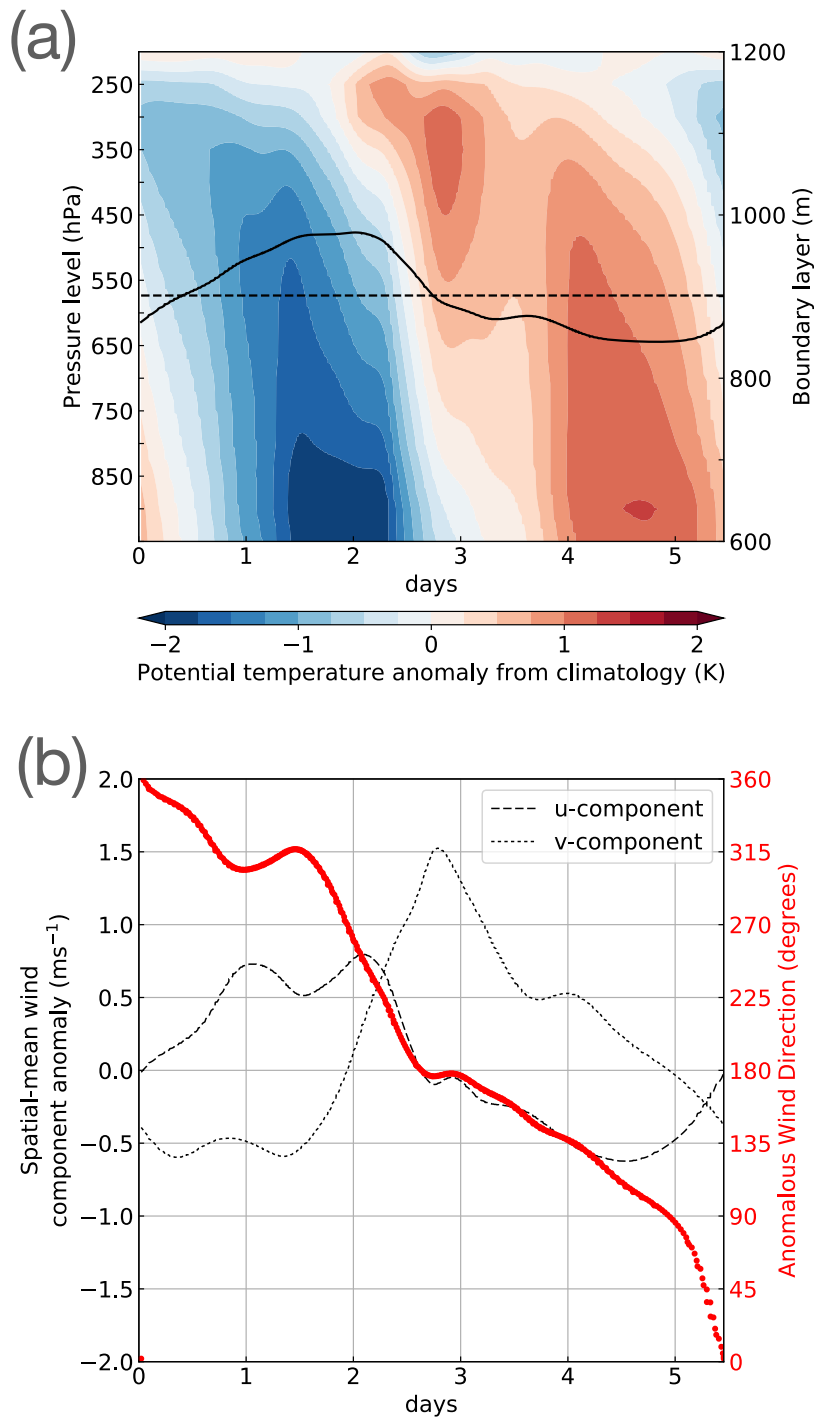 (a)
250
350
450
550
650
750
850
Pressure level (hPa)
1200
1000
800
600
Boundary layer (m)
0 1 2 3 4 5
days
−2 −1 0 1 2
Potential temperature anomaly from climatology (K)
(b)
2.0
1.5
1.0
0.5
0.0
−0.5
−1.0
−1.5
−2.0
Spatial-mean wind
component anomaly (ms⁻¹)
u-component
v-component
360
315
270
225
180
135
90
45
0
Anomalous Wind Direction (degrees)
0 1 2 3 4 5
days